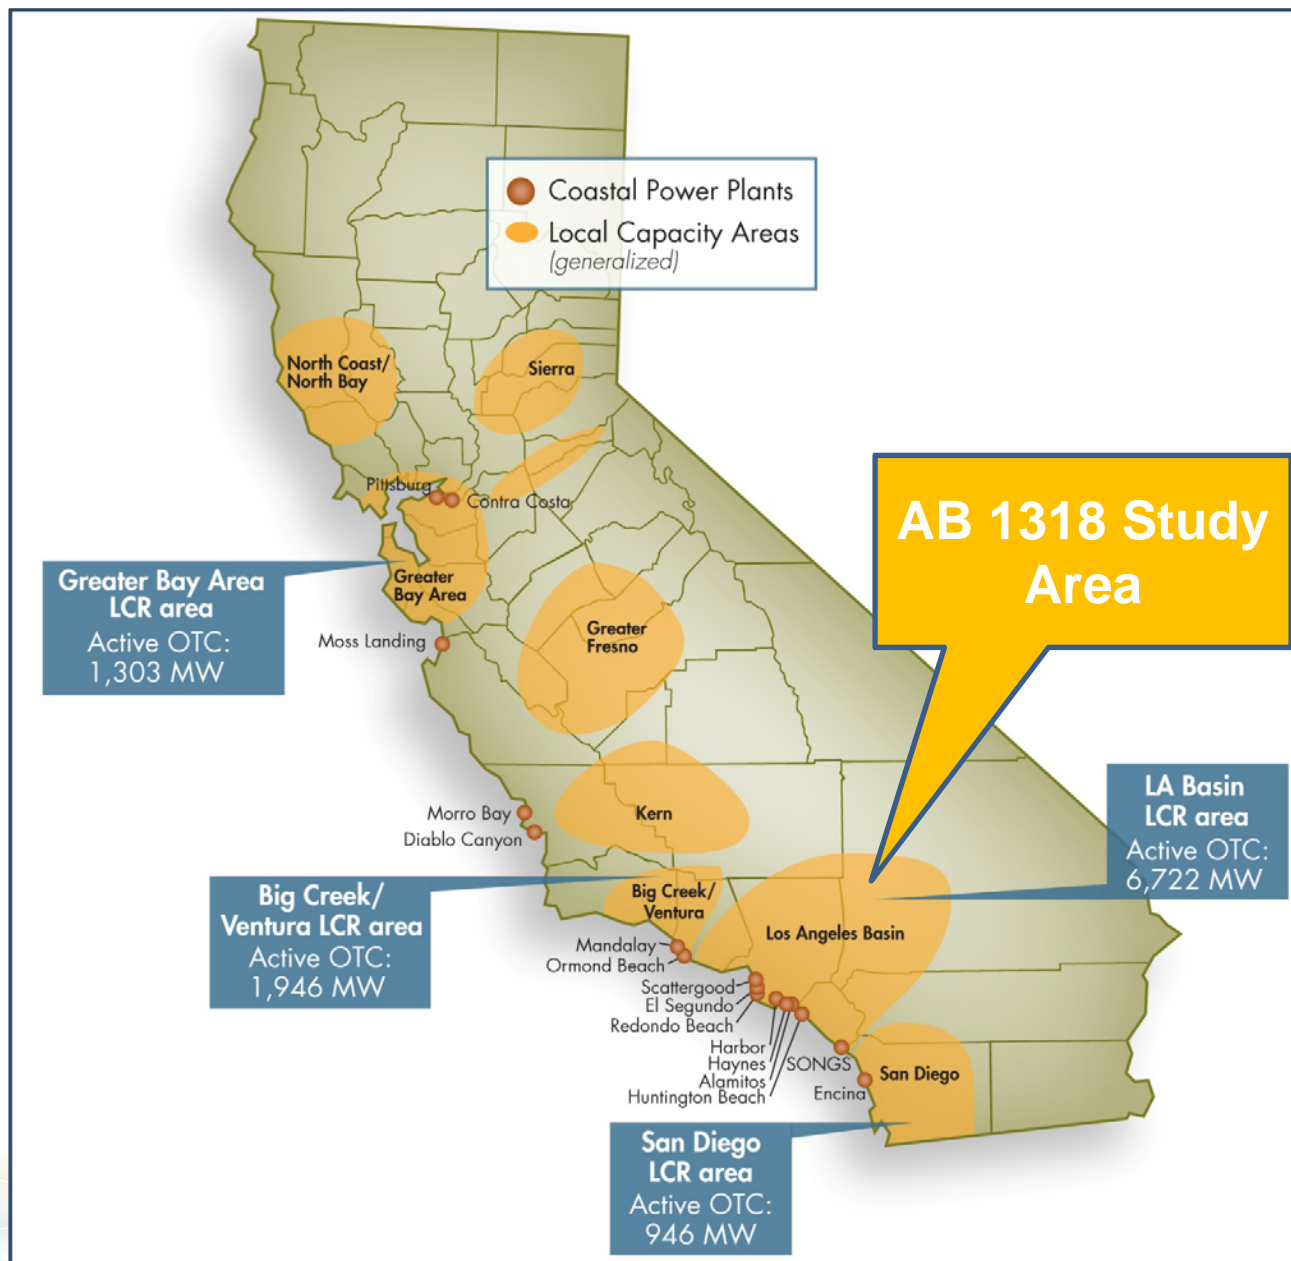 Coastal Power Plants
Local Capacity Areas
(generalized)
North Coast/
North Bay
Sierra
Pittsburg
Contra Costa
AB 1318 Study
Area
Greater Bay Area
LCR area
Active OTC:
1,303 MW
Greater
Bay Area
Moss Landing
Greater
Fresno
Morro Bay
Diablo Canyon
Kern
LA Basin
LCR area
Active OTC:
6,722 MW
Big Creek/
Ventura LCR area
Active OTC:
1,946 MW
Big Creek/
Ventura
Los Angeles Basin
Mandalay
Ormond Beach
Scattergood
El Segundo
Redondo Beach
Harbor
Haynes
Alamitos
Huntington Beach
SONGS
Encina
San Diego
San Diego
LCR area
Active OTC:
946 MW